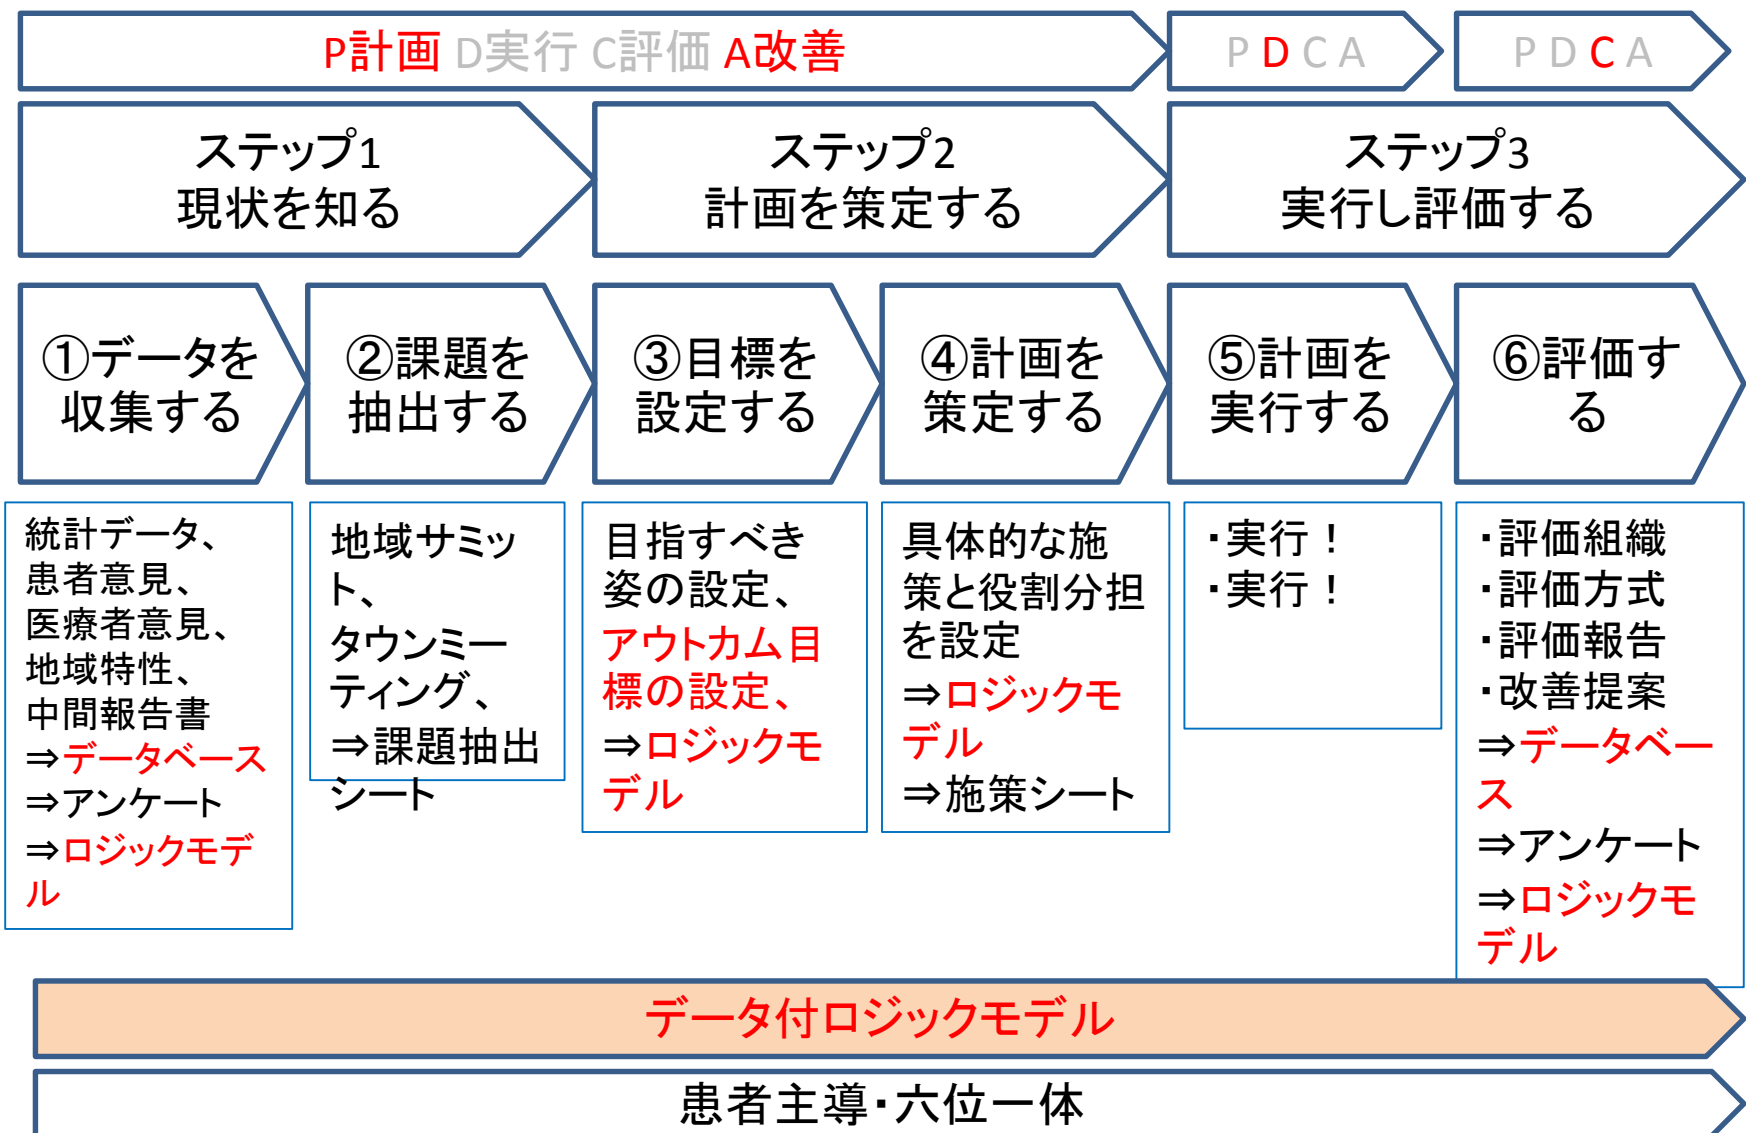 P計画 D実行 C評価 A改善
P D C A
P D C A
ステップ1
現状を知る
ステップ2
計画を策定する
ステップ3
実行し評価する
①データを
収集する
②課題を
抽出する
③目標を
設定する
④計画を
策定する
⑤計画を
実行する
⑥評価す
る
統計データ、
患者意見、
医療者意見、
地域特性、
中間報告書
⇒データベース
⇒アンケート
⇒ロジックモデ
ル
地域サミッ
ト、
タウンミー
ティング、
⇒課題抽出
シート
目指すべき
姿の設定、
アウトカム目
標の設定、
⇒ロジックモ
デル
具体的な施
策と役割分担
を設定
⇒ロジックモ
デル
⇒施策シート
・実行！
・実行！
・評価組織
・評価方式
・評価報告
・改善提案
⇒データベー
ス
⇒アンケート
⇒ロジックモ
デル
データ付ロジックモデル
患者主導・六位一体